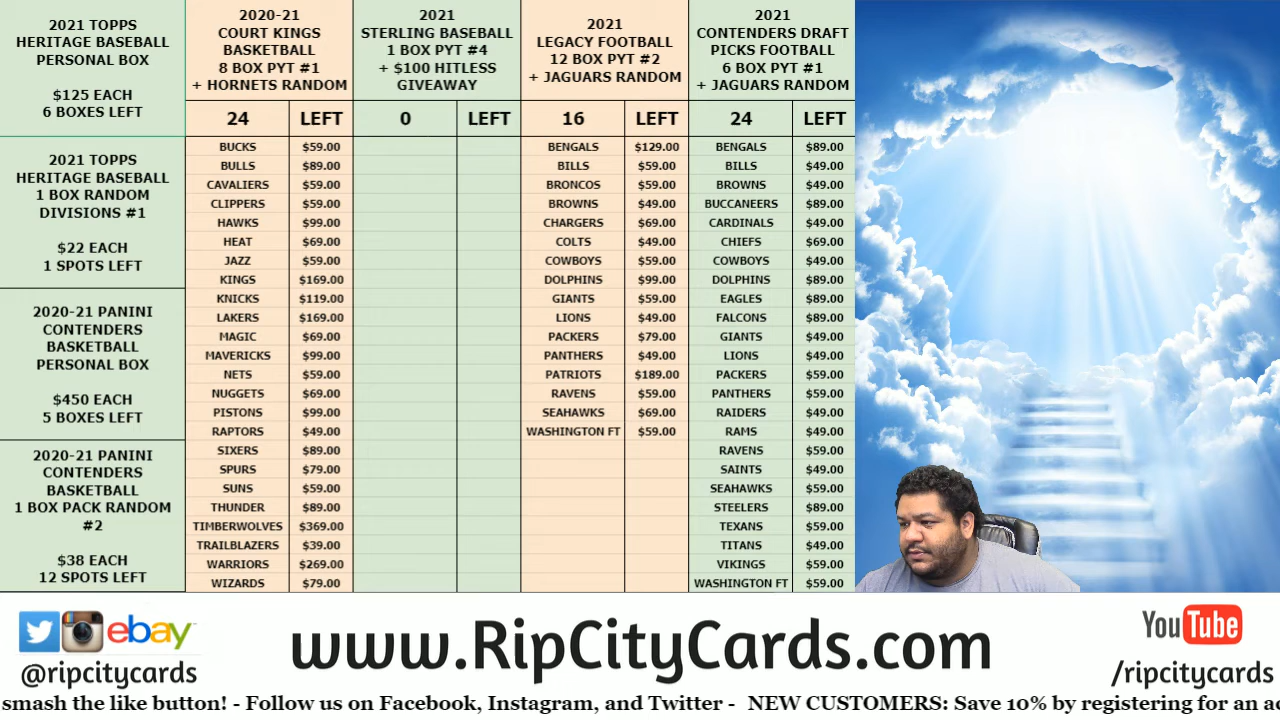 2021 TOPPS
HERITAGE BASEBALL
PERSONAL BOX
$125 EACH
6 BOXES LEFT
2021 TOPPS
HERITAGE BASEBALL
1 BOX RANDOM
DIVISIONS #1
$22 EACH
1 SPOTS LEFT
2020-21 PANINI
CONTENDERS
BASKETBALL
PERSONAL BOX
$450 EACH
5 BOXES LEFT
2020-21 PANINI
CONTENDERS
BASKETBALL
1 BOX PACK RANDOM
#2
$38 EACH
12 SPOTS LEFT
2020-21
COURT KINGS
BASKETBALL
8 BOX PYT #1
+ HORNETS RANDOM
24 LEFT
BUCKS $59.00
BULLS $89.00
CAVALIERS $59.00
CLIPPERS $59.00
HAWKS $99.00
HEAT $69.00
JAZZ $59.00
KINGS $169.00
KNICKS $119.00
LAKERS $169.00
MAGIC $69.00
MAVERICKS $99.00
NETS $59.00
NUGGETS $69.00
PISTONS $99.00
RAPTORS $49.00
SIXERS $89.00
SPURS $79.00
SUNS $59.00
THUNDER $89.00
TIMBERWOLVES $369.00
TRAILBLAZERS $39.00
WARRIORS $269.00
WIZARDS $79.00
2021
STERLING BASEBALL
1 BOX PYT #4
+ $100 HITLESS
GIVEAWAY
0 LEFT
2021
LEGACY FOOTBALL
12 BOX PYT #2
+ JAGUARS RANDOM
16 LEFT
BENGALS $129.00
BILLS $59.00
BRONCOS $59.00
BROWNS $49.00
CHARGERS $69.00
COLTS $49.00
COWBOYS $59.00
DOLPHINS $99.00
GIANTS $59.00
LIONS $49.00
PACKERS $79.00
PANTHERS $49.00
PATRIOTS $189.00
RAVENS $59.00
SEAHAWKS $69.00
WASHINGTON FT $59.00
2021
CONTENDERS DRAFT
PICKS FOOTBALL
6 BOX PYT #1
+ JAGUARS RANDOM
24 LEFT
BENGALS $89.00
BILLS $49.00
BROWNS $49.00
BUCCANEERS $89.00
CARDINALS $49.00
CHIEFS $69.00
COWBOYS $49.00
DOLPHINS $89.00
EAGLES $89.00
FALCONS $89.00
GIANTS $49.00
LIONS $49.00
PACKERS $59.00
PANTHERS $59.00
RAIDERS $49.00
RAMS $49.00
RAVENS $59.00
SAINTS $49.00
SEAHAWKS $59.00
STEELERS $89.00
TEXANS $59.00
TITANS $49.00
VIKINGS $59.00
WASHINGTON FT $59.00
ebay
@ripcitycards
www.RipCityCards.com
YouTube
/ripcitycards
smash the like button! - Follow us on Facebook, Instagram, and Twitter - NEW CUSTOMERS: Save 10% by registering for an ac